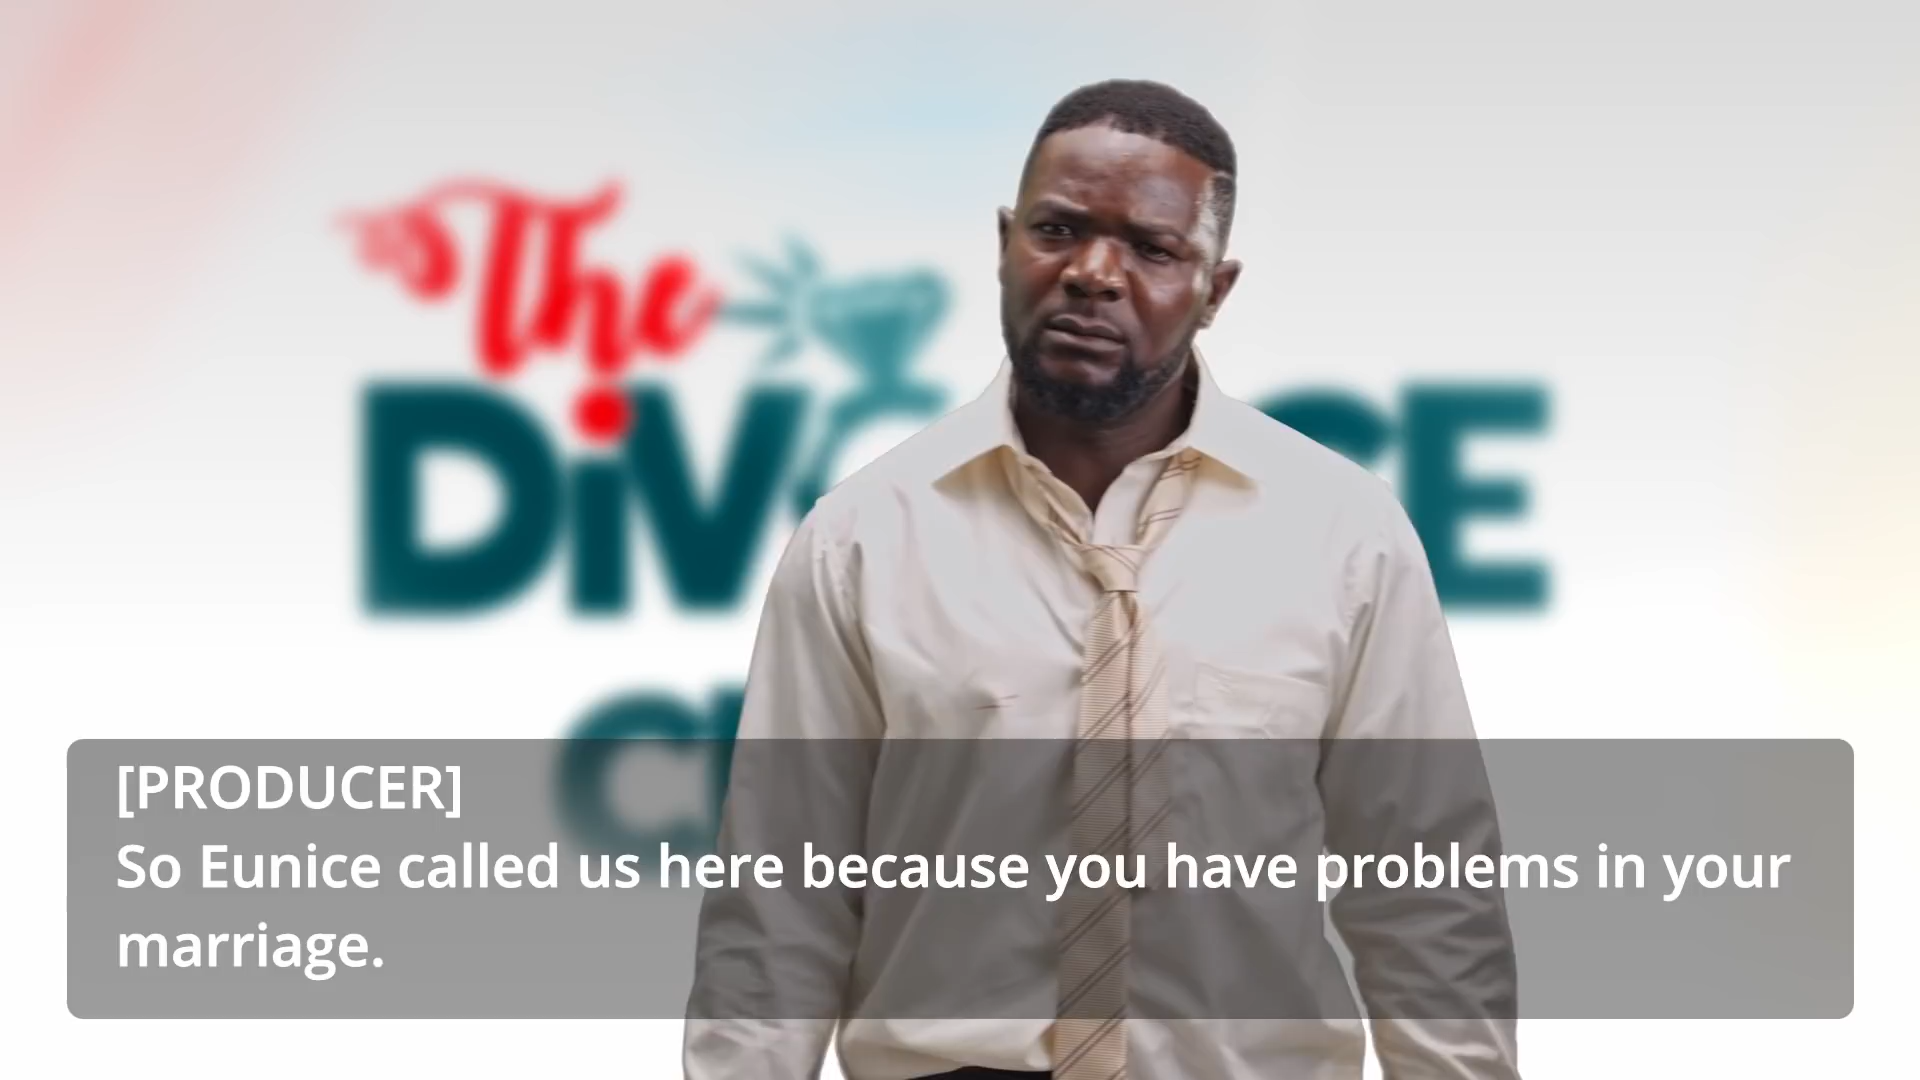 The
DiV CE
C
[PRODUCER]
So Eunice called us here because you have problems in your
marriage.